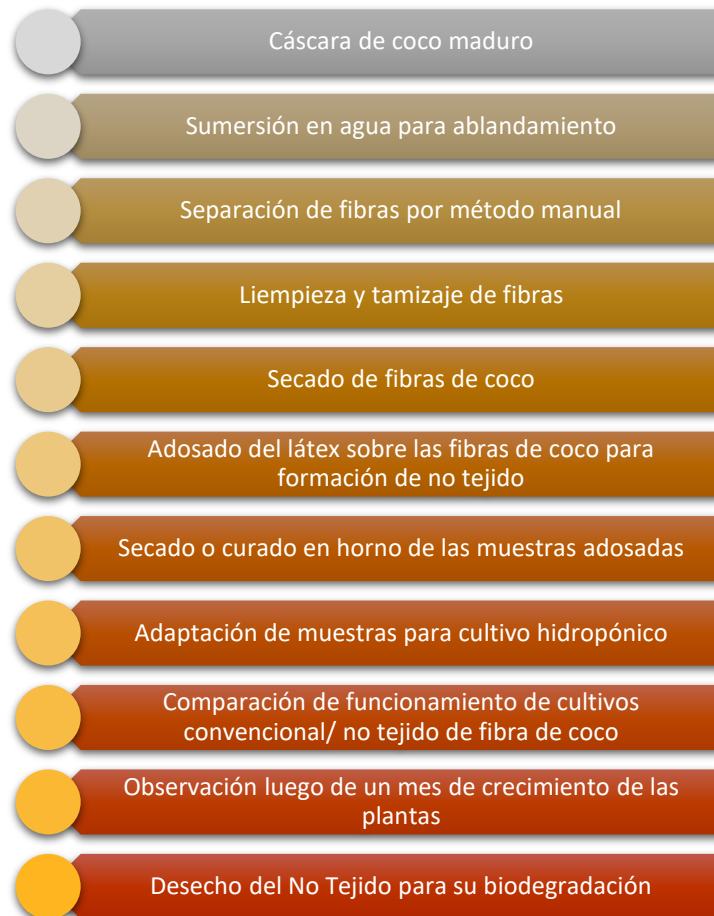 Cáscara de coco maduro
Sumersión en agua para ablandamiento
Separación de fibras por método manual
Liempieza y tamizaje de fibras
Secado de fibras de coco
Adosado del látex sobre las fibras de coco para
formación de no tejido
Secado o curado en horno de las muestras adosadas
Adaptación de muestras para cultivo hidropónico
Comparación de funcionamiento de cultivos
convencional/ no tejido de fibra de coco
Observación luego de un mes de crecimiento de las
plantas
Desecho del No Tejido para su biodegradación